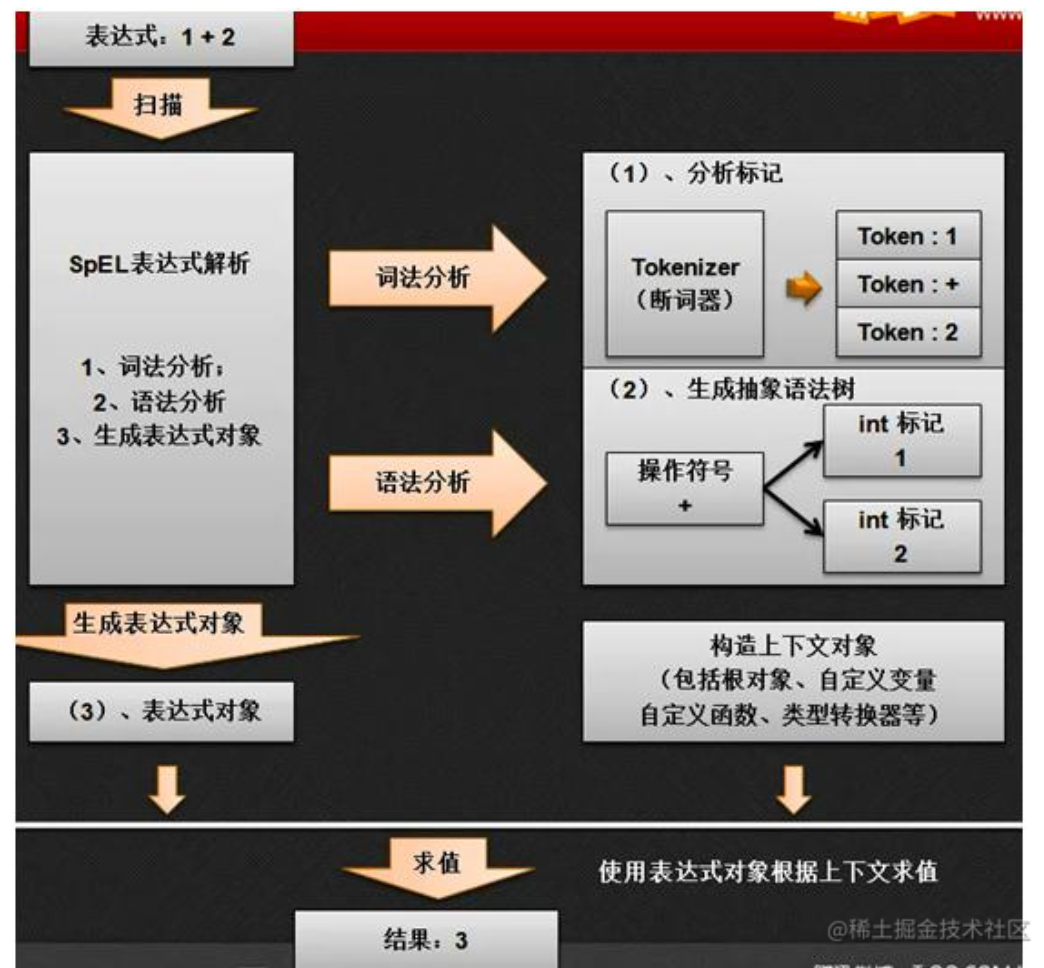 www
表达式：1 + 2
扫描
SpEL表达式解析
1、词法分析；
2、语法分析
3、生成表达式对象
词法分析
语法分析
（1）、分析标记
Tokenizer
（断词器）
Token : 1
Token : +
Token : 2
（2）、生成抽象语法树
操作符号
+
int 标记
1
int 标记
2
生成表达式对象
（3）、表达式对象
构造上下文对象
（包括根对象、自定义变量
自定义函数、类型转换器等）
求值
使用表达式对象根据上下文求值
结果：3
@稀土掘金技术社区